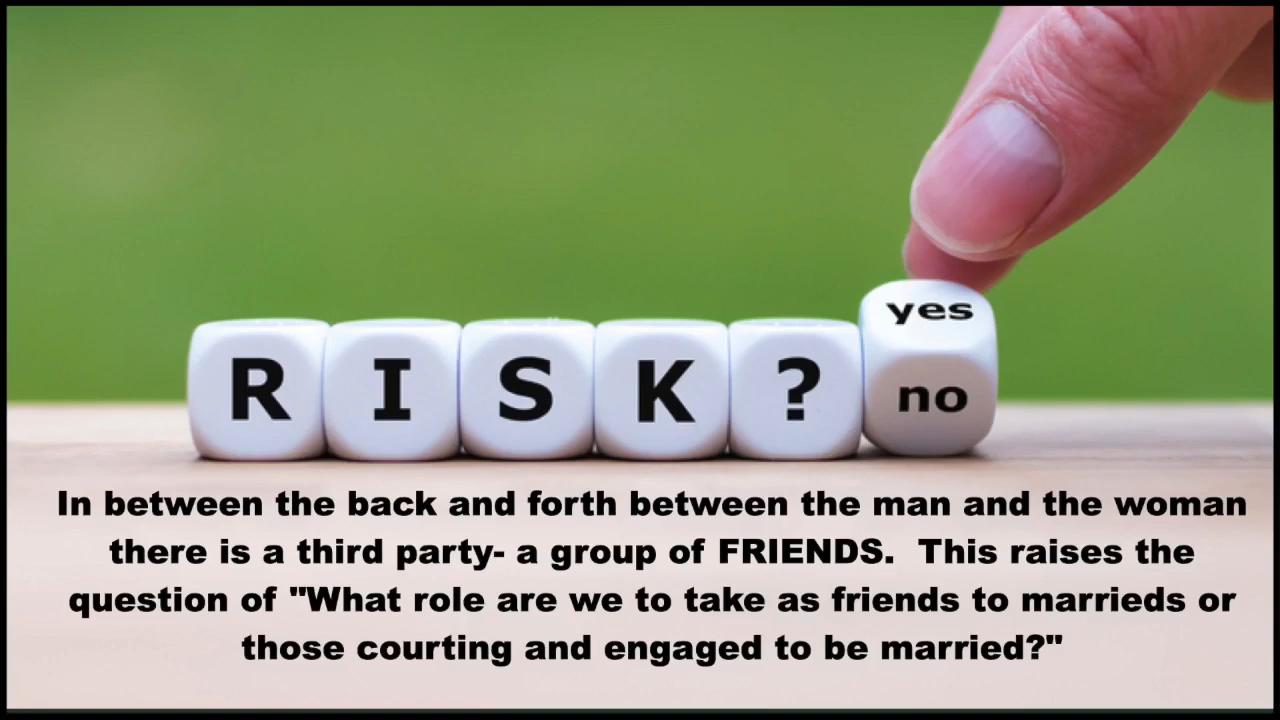 RISK? yes
no
In between the back and forth between the man and the woman
there is a third party- a group of FRIENDS.  This raises the
question of "What role are we to take as friends to marrieds or
those courting and engaged to be married?"